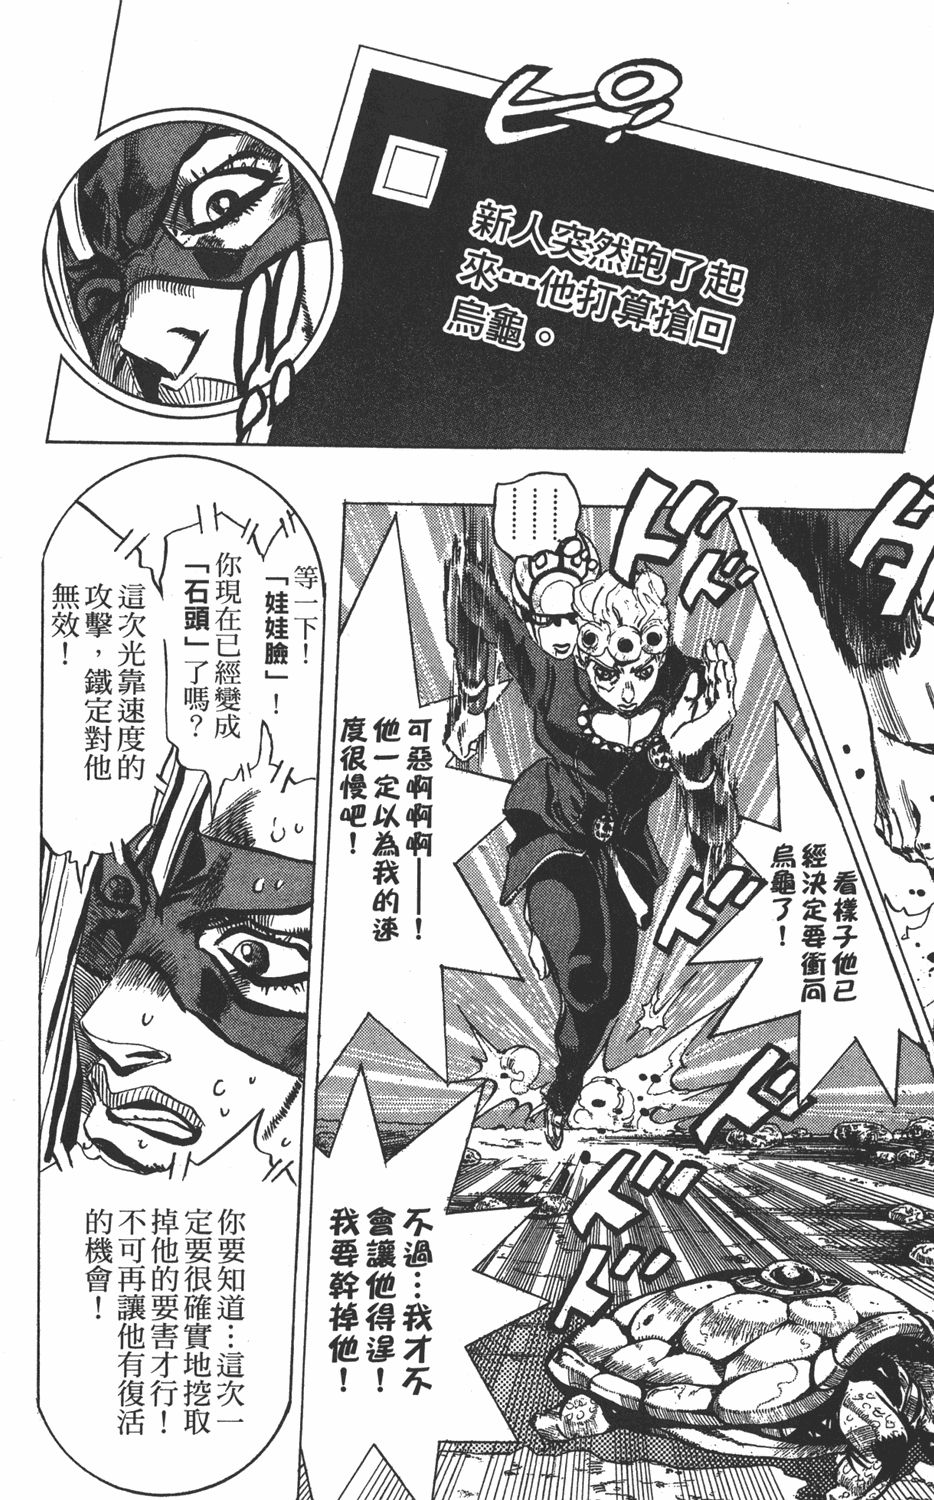 ピッ
新人突然跑了起
來…他打算搶回
烏龜。
ドドド
看樣子他已
經決定要衝向
烏龜了！
…………
可惡啊啊啊——！
他一定以為我的速
度很慢吧！
ドド
ドド
不過…我才不
會讓他得逞！
我要幹掉他！
等一下！
「娃娃臉」！
你現在已經變成
「石頭」了嗎？
這次光靠速度的
攻擊，鐵定對他
無效！
你要知道…這次一
定要很確實地挖取
掉他的要害才行！
不可再讓他有復活
的機會！